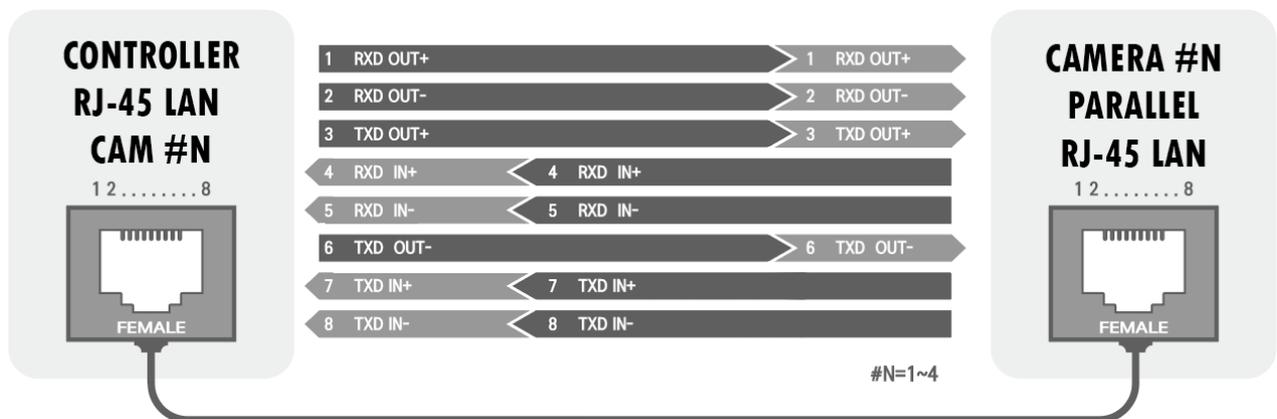 CONTROLLER
RJ-45 LAN
CAM #N
1 2 . . . . . . . . 8
FEMALE
1 RXD OUT+ 1 RXD OUT+
2 RXD OUT- 2 RXD OUT-
3 TXD OUT+ 3 TXD OUT+
4 RXD IN+ 4 RXD IN+
5 RXD IN- 5 RXD IN-
6 TXD OUT- 6 TXD OUT-
7 TXD IN+ 7 TXD IN+
8 TXD IN- 8 TXD IN-
#N=1~4
CAMERA #N
PARALLEL
RJ-45 LAN
1 2 . . . . . . . . 8
FEMALE